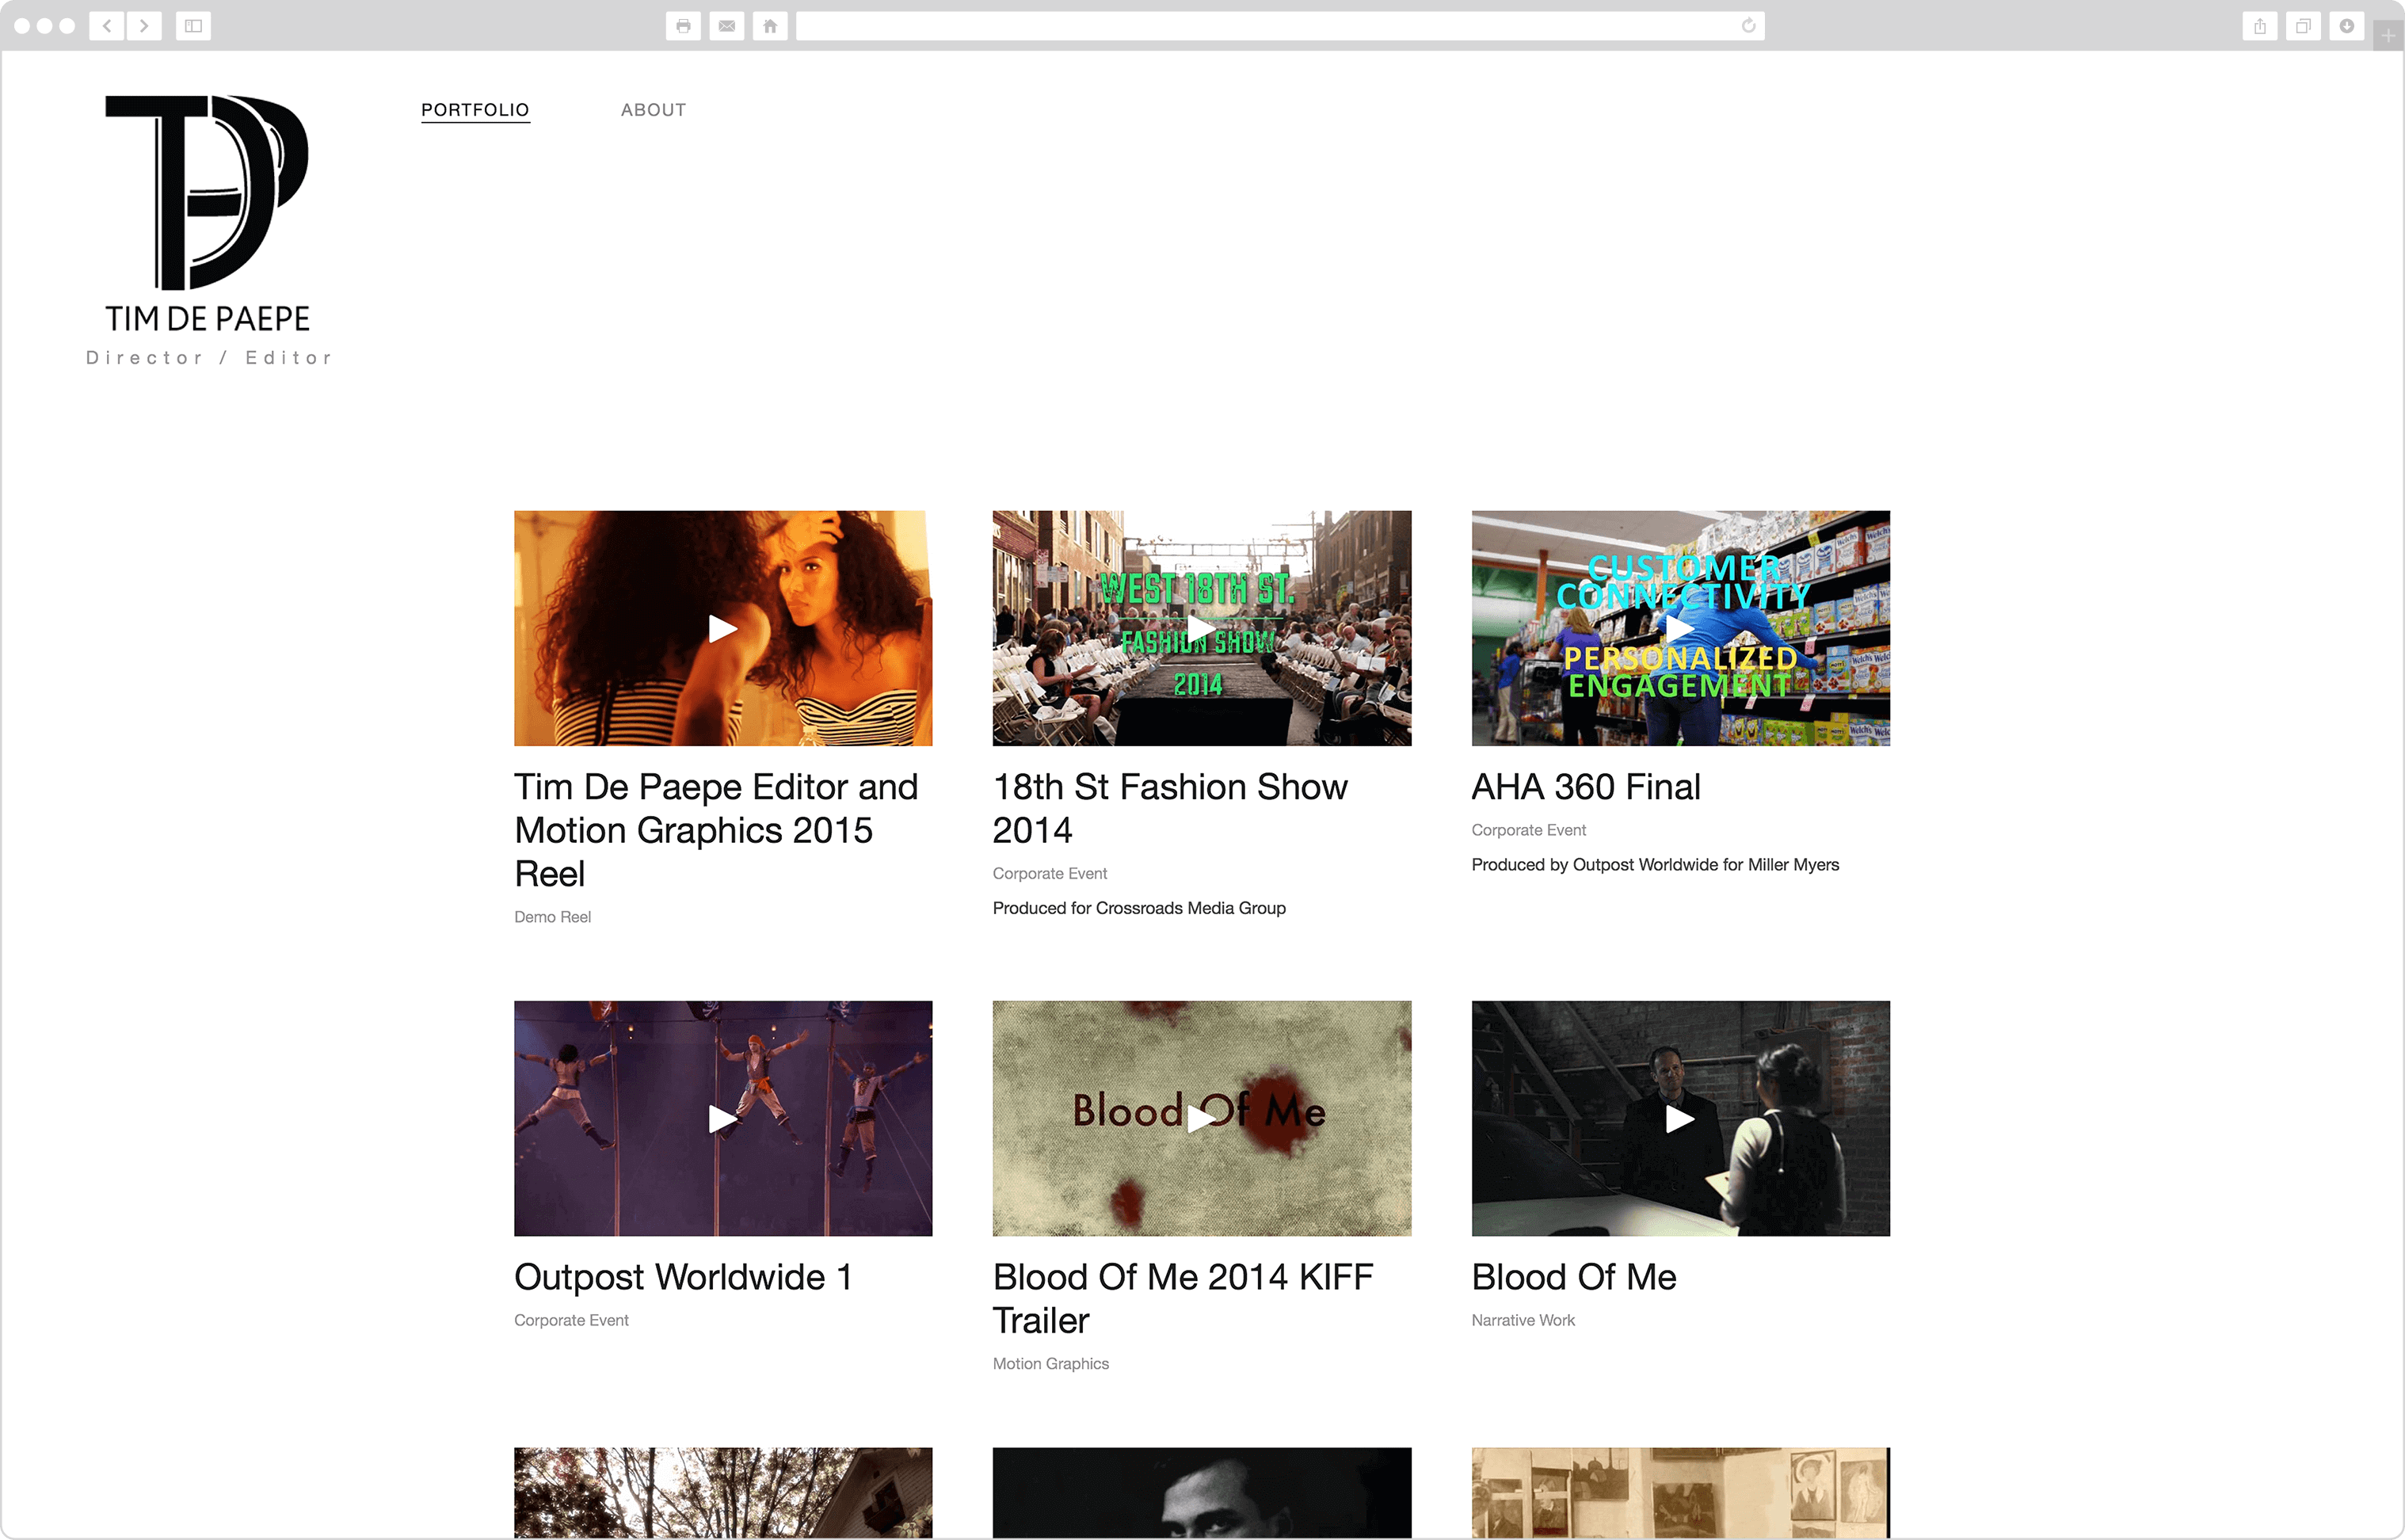 PORTFOLIO ABOUT
TIM DE PAEPE
Director / Editor
WEST 18TH ST.
FASHION SHOW
2014
CUSTOMER
CONNECTIVITY
PERSONALIZED
ENGAGEMENT
Welch's
Tim De Paepe Editor and
Motion Graphics 2015
Reel
Demo Reel
18th St Fashion Show
2014
Corporate Event
Produced for Crossroads Media Group
AHA 360 Final
Corporate Event
Produced by Outpost Worldwide for Miller Myers
Blood Of Me
Outpost Worldwide 1
Corporate Event
Blood Of Me 2014 KIFF
Trailer
Motion Graphics
Blood Of Me
Narrative Work